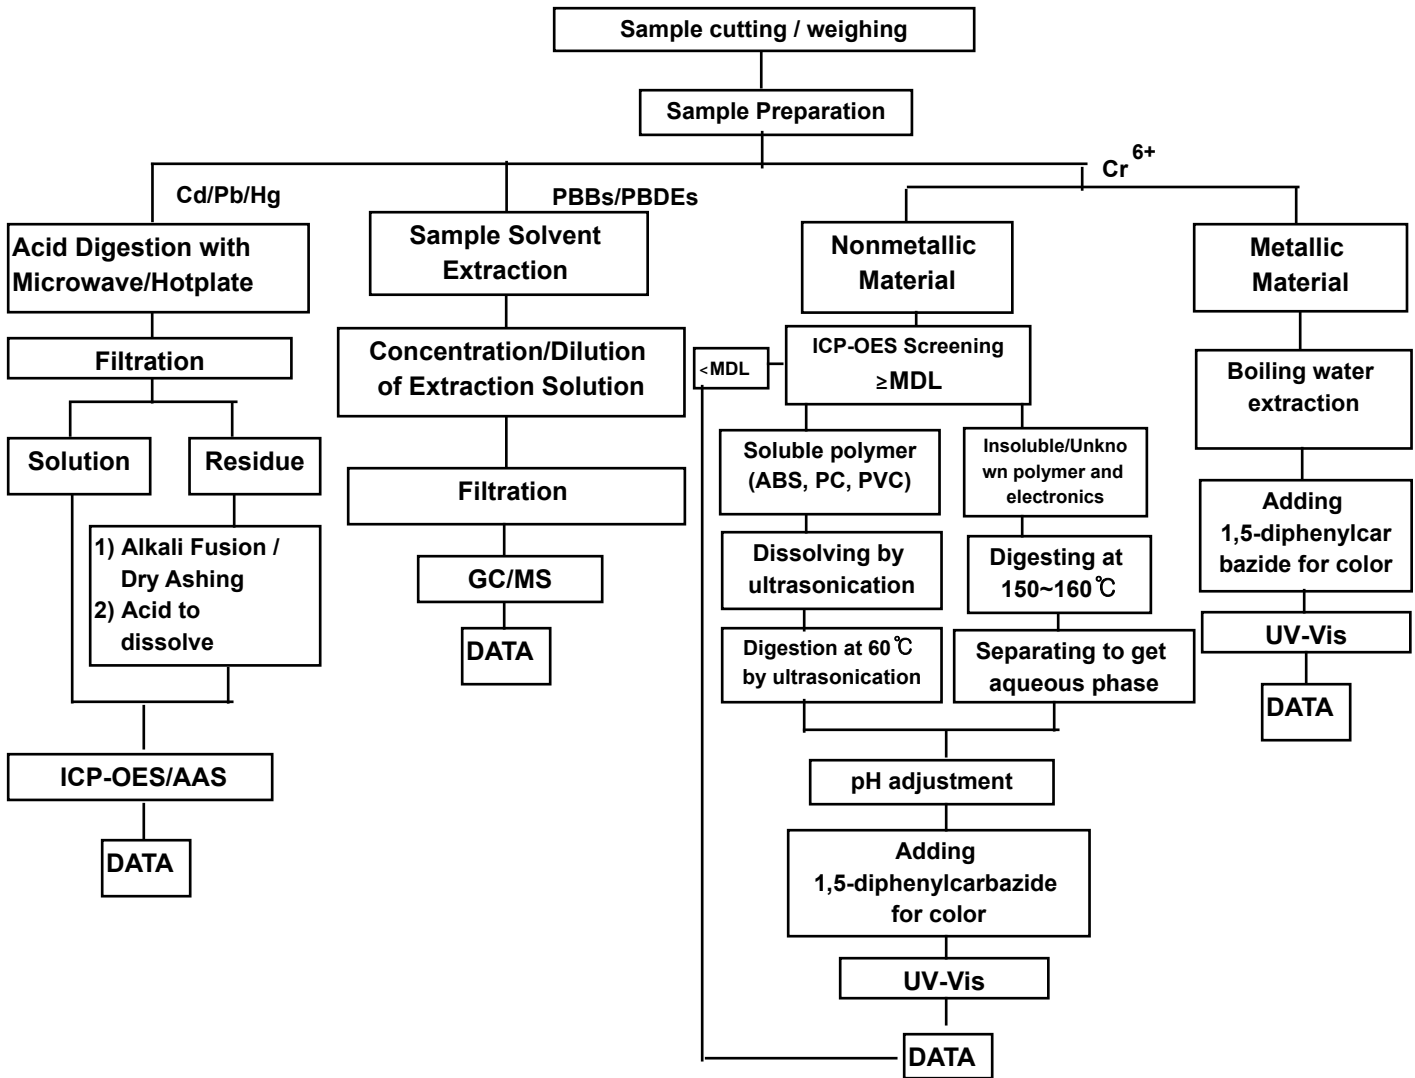 Sample cutting / weighing
Sample Preparation
Cd/Pb/Hg
PBBs/PBDEs
Cr 6+
Acid Digestion with
Microwave/Hotplate
Filtration
Solution
Residue
1) Alkali Fusion /
Dry Ashing
2) Acid to
dissolve
ICP-OES/AAS
DATA
Sample Solvent
Extraction
Concentration/Dilution
of Extraction Solution
Filtration
GC/MS
DATA
Nonmetallic
Material
ICP-OES Screening
≥MDL
<MDL
Soluble polymer
(ABS, PC, PVC)
Dissolving by
ultrasonication
Digestion at 60℃
by ultrasonication
Insoluble/Unkno
wn polymer and
electronics
Digesting at
150~160℃
Separating to get
aqueous phase
pH adjustment
Adding
1,5-diphenylcarbazide
for color
UV-Vis
DATA
Metallic
Material
Boiling water
extraction
Adding
1,5-diphenylcar
bazide for color
UV-Vis
DATA